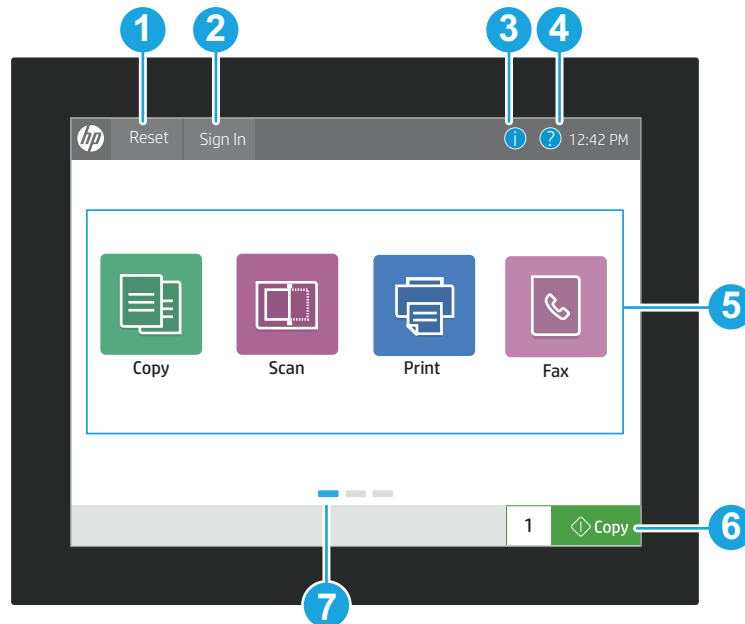 1 2 3 4
hp Reset Sign In i ? 12:42 PM
5
Copy Scan Print Fax
1 Copy 6
7